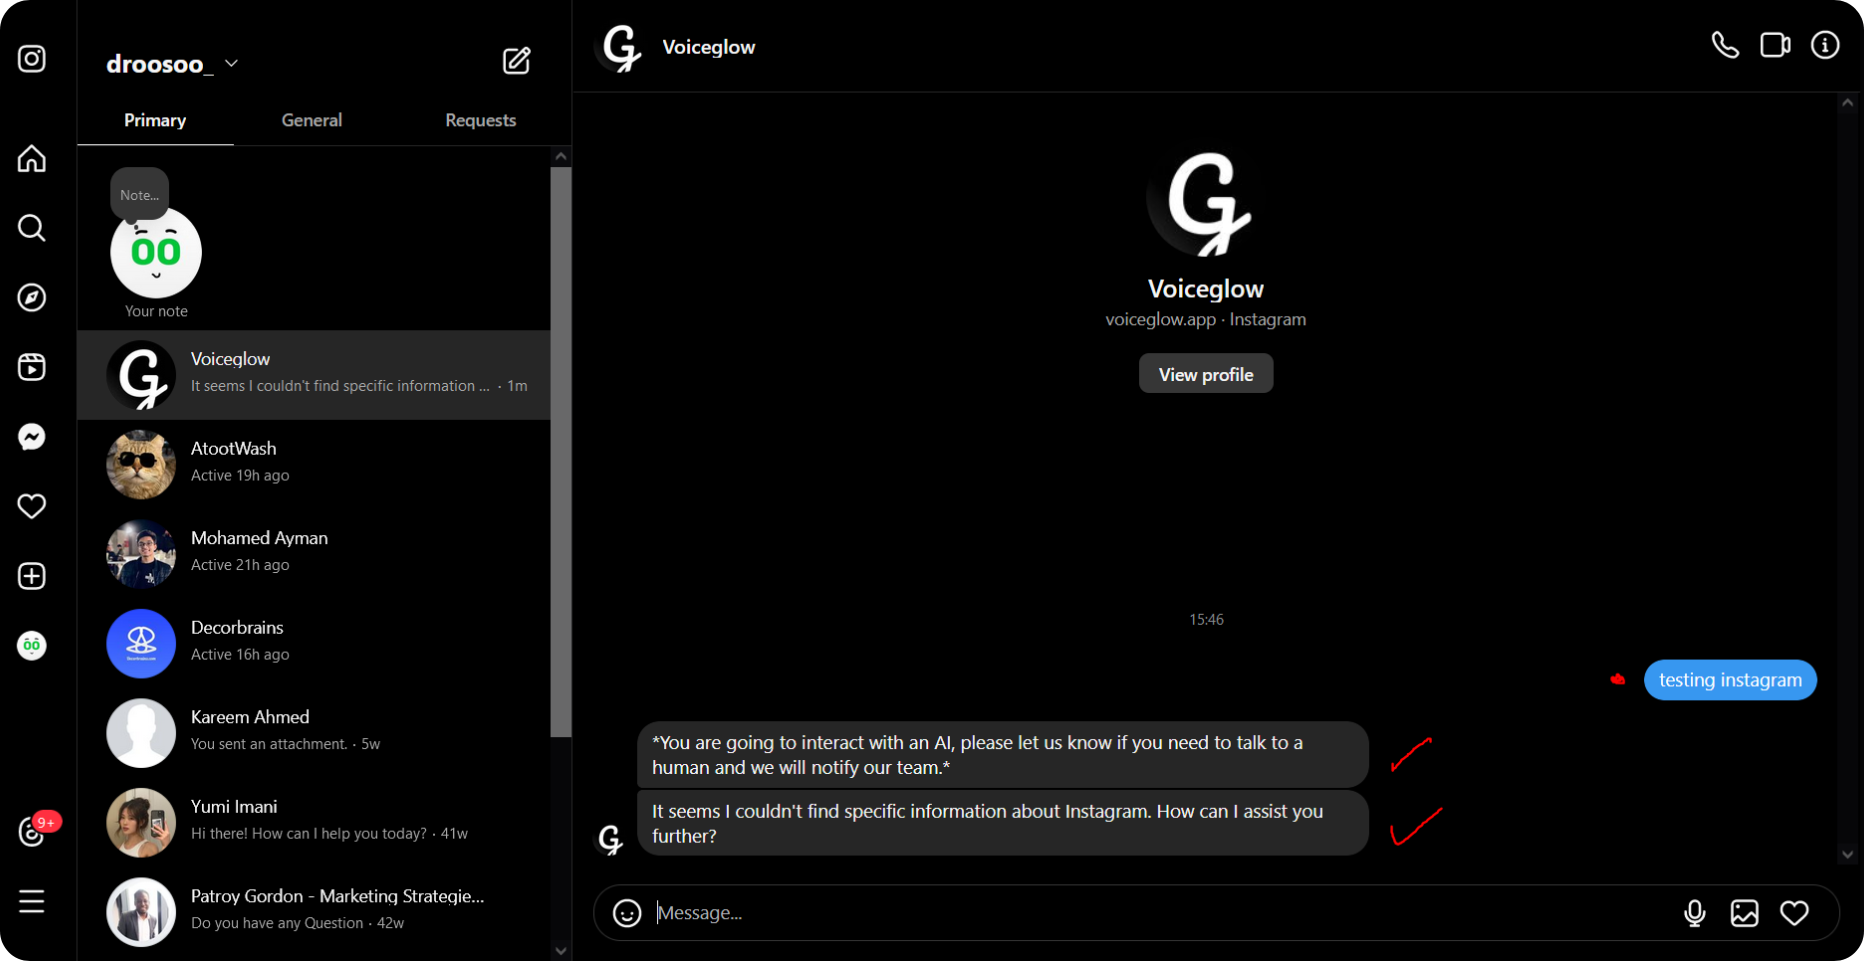 droosoo_
Primary
General
Requests
Note...
Your note
Voiceglow
It seems I couldn't find specific information ... · 1m
AtootWash
Active 19h ago
Mohamed Ayman
Active 21h ago
Decorbrains
Active 16h ago
Kareem Ahmed
You sent an attachment. · 5w
Yumi Imani
Hi there! How can I help you today? · 41w
Patroy Gordon - Marketing Strategie...
Do you have any Question · 42w
9+
Voiceglow
Voiceglow
voiceglow.app · Instagram
View profile
15:46
testing instagram
*You are going to interact with an AI, please let us know if you need to talk to a
human and we will notify our team.*
It seems I couldn't find specific information about Instagram. How can I assist you
further?
Message...